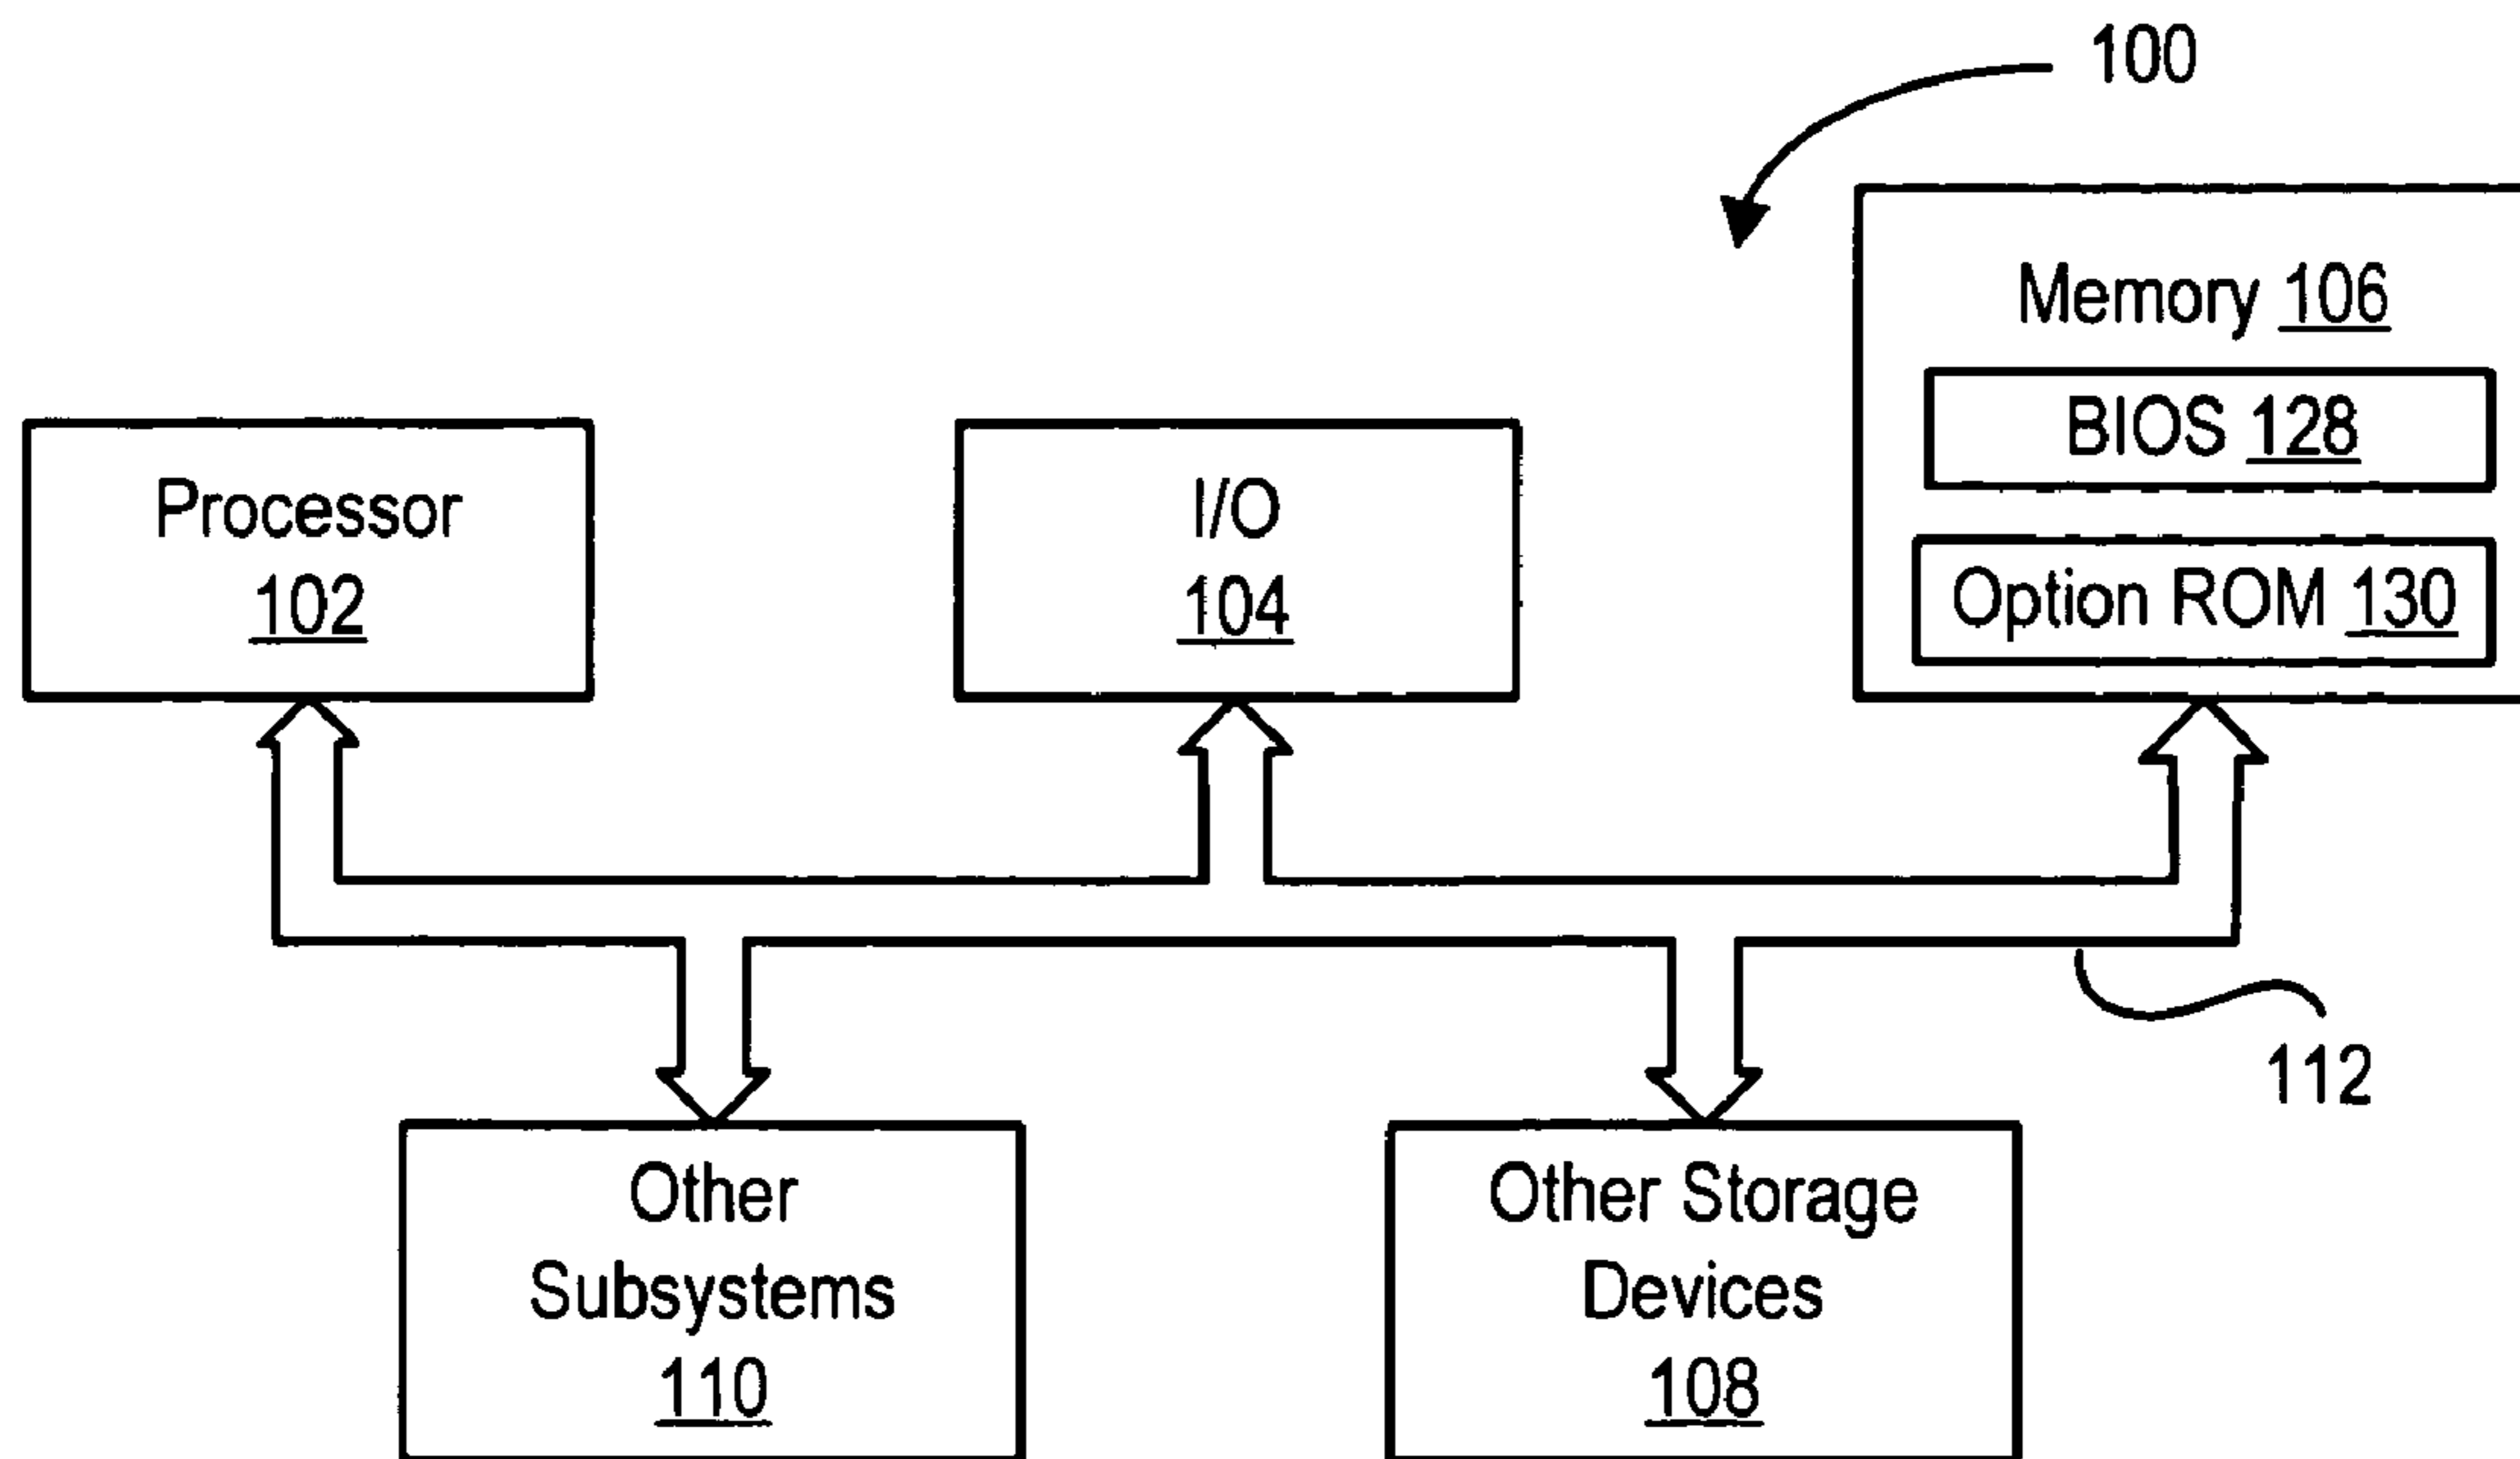 100
Memory 106
BIOS 128
Option ROM 130
Processor
102
I/O
104
112
Other
Subsystems
110
Other Storage
Devices
108